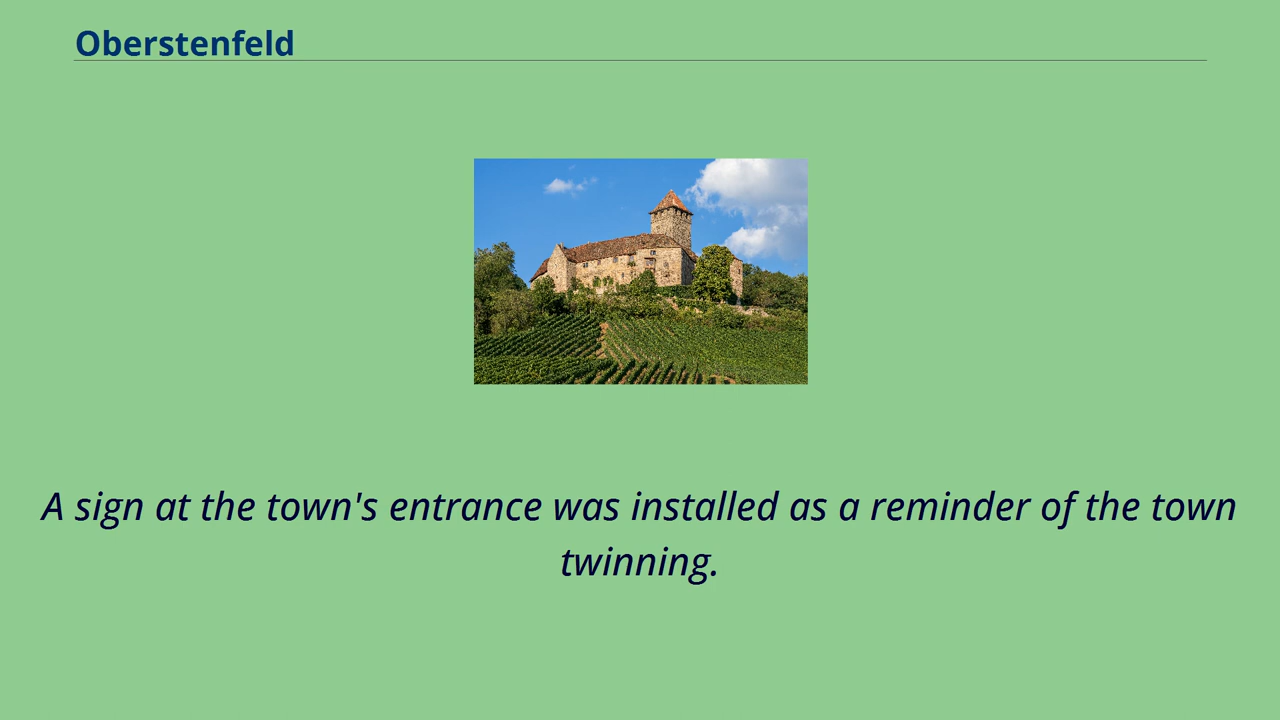 Oberstenfeld
A sign at the town's entrance was installed as a reminder of the town
twinning.